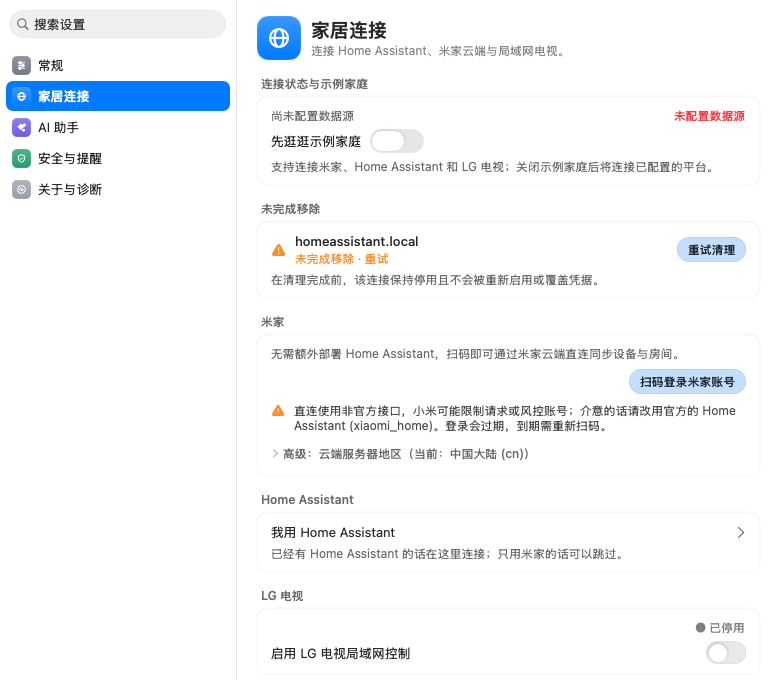 搜索设置
常规
家居连接
AI 助手
安全与提醒
关于与诊断
家居连接
连接 Home Assistant、米家云端与局域网电视。
连接状态与示例家庭
尚未配置数据源
未配置数据源
先逛逛示例家庭
支持连接米家、Home Assistant 和 LG 电视；关闭示例家庭后将连接已配置的平台。
未完成移除
homeassistant.local
未完成移除 · 重试
重试清理
在清理完成前，该连接保持停用且不会被重新启用或覆盖凭据。
米家
无需额外部署 Home Assistant，扫码即可通过米家云端直连同步设备与房间。
扫码登录米家账号
直连使用非官方接口，小米可能限制请求或风控账号；介意的话请改用官方的 Home
Assistant (xiaomi_home)。登录会过期，到期需重新扫码。
高级：云端服务器地区（当前：中国大陆 (cn)）
Home Assistant
我用 Home Assistant
已经有 Home Assistant 的话在这里连接；只用米家的话可以跳过。
LG 电视
已停用
启用 LG 电视局域网控制